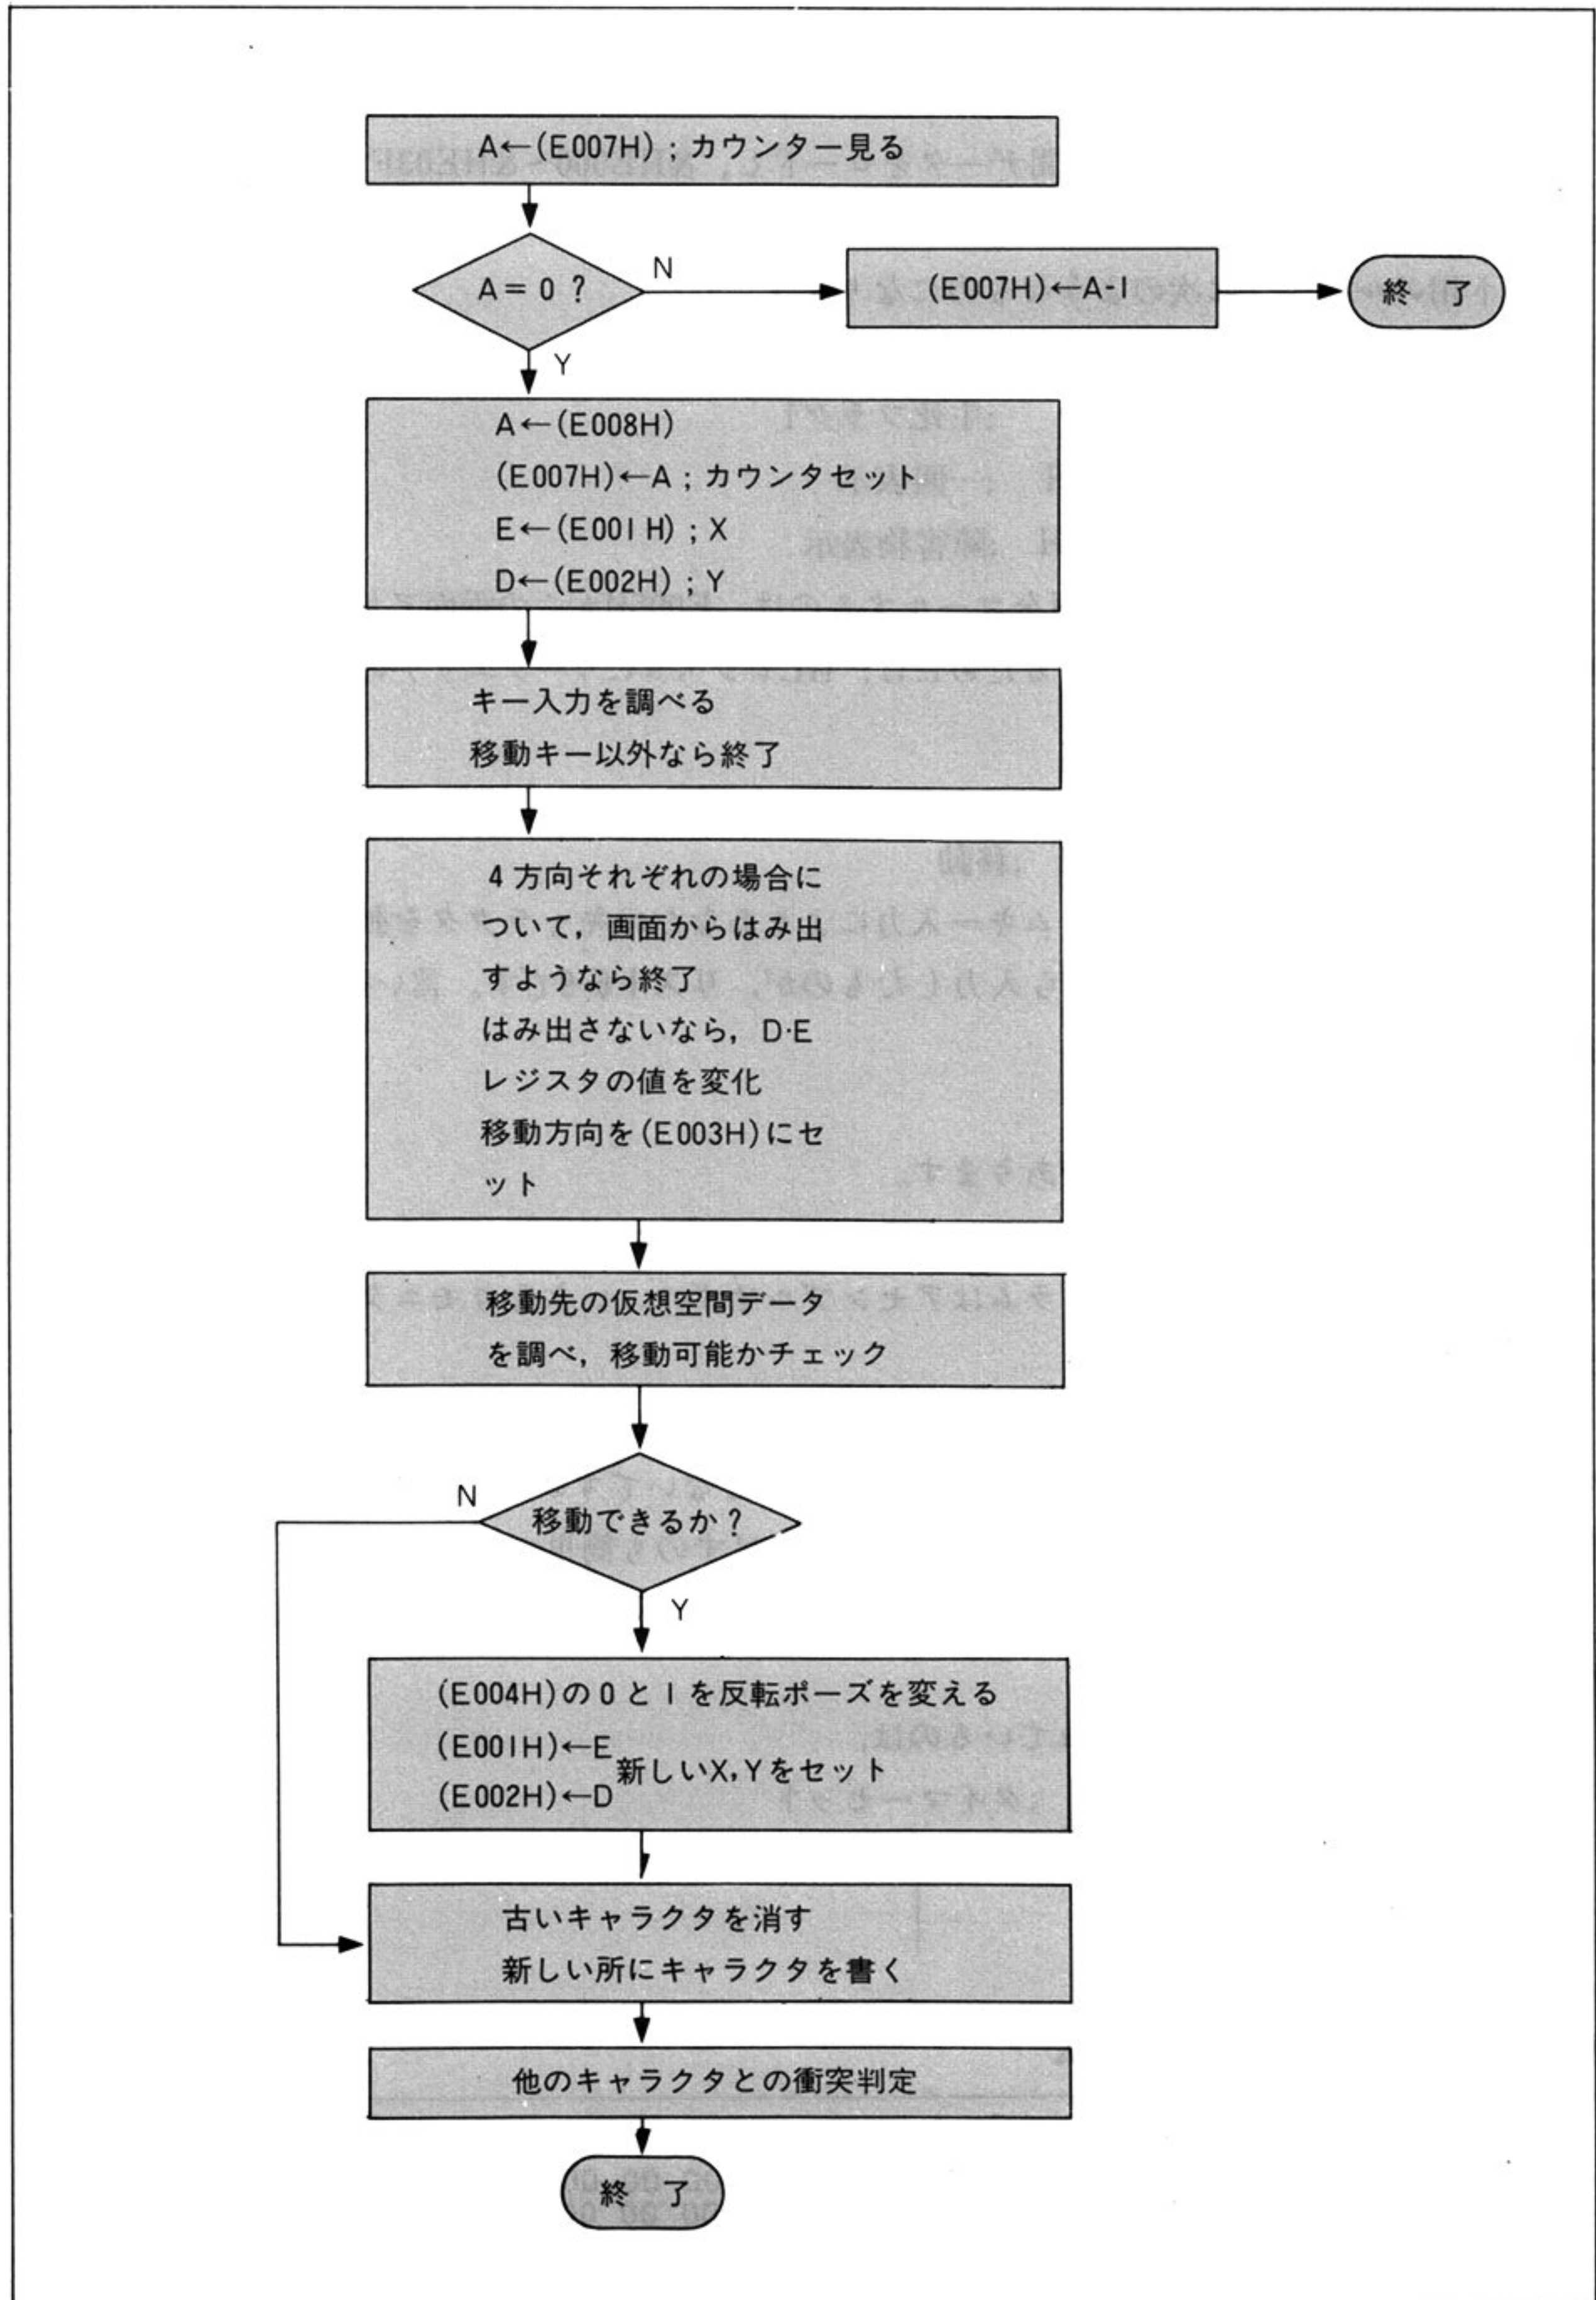 A←(E007H) ; カウンター見る
A = 0 ?
N
(E007H)←A-1
終 了
Y
A←(E008H)
(E007H)←A ; カウンタセット
E←(E001H) ; X
D←(E002H) ; Y
キー入力を調べる
移動キー以外なら終了
4方向それぞれの場合に
ついて，画面からはみ出
すようなら終了
はみ出さないなら，D·E
レジスタの値を変化
移動方向を(E003H)にセ
ット
移動先の仮想空間データ
を調べ，移動可能かチェック
N
移動できるか？
Y
(E004H)の0と1を反転ポーズを変える
(E001H)←E
新しいX，Yをセット
(E002H)←D
古いキャラクタを消す
新しい所にキャラクタを書く
他のキャラクタとの衝突判定
終 了